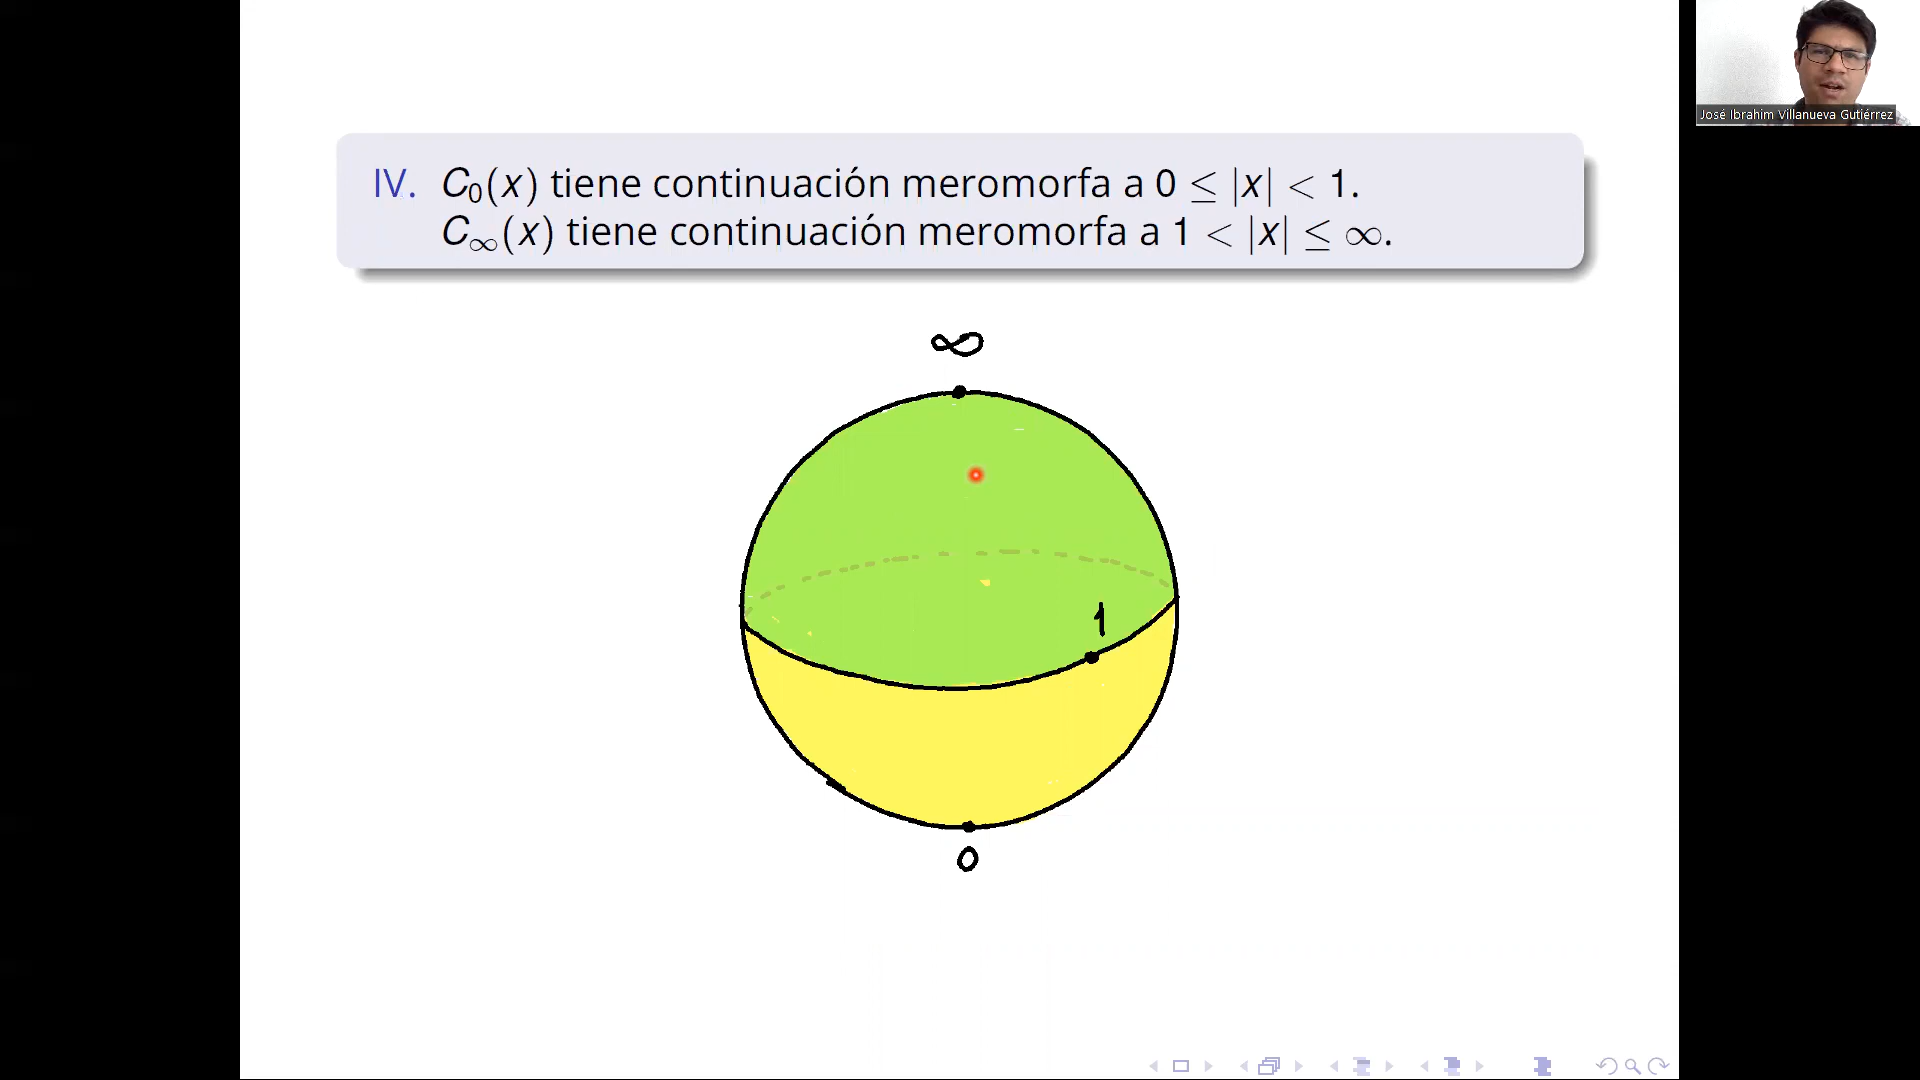 IV. C₀(x) tiene continuación meromorfa a 0 ≤ |x| < 1.
C∞(x) tiene continuación meromorfa a 1 < |x| ≤ ∞.
∞
1
0
José Ibrahim Villanueva Gutiérrez